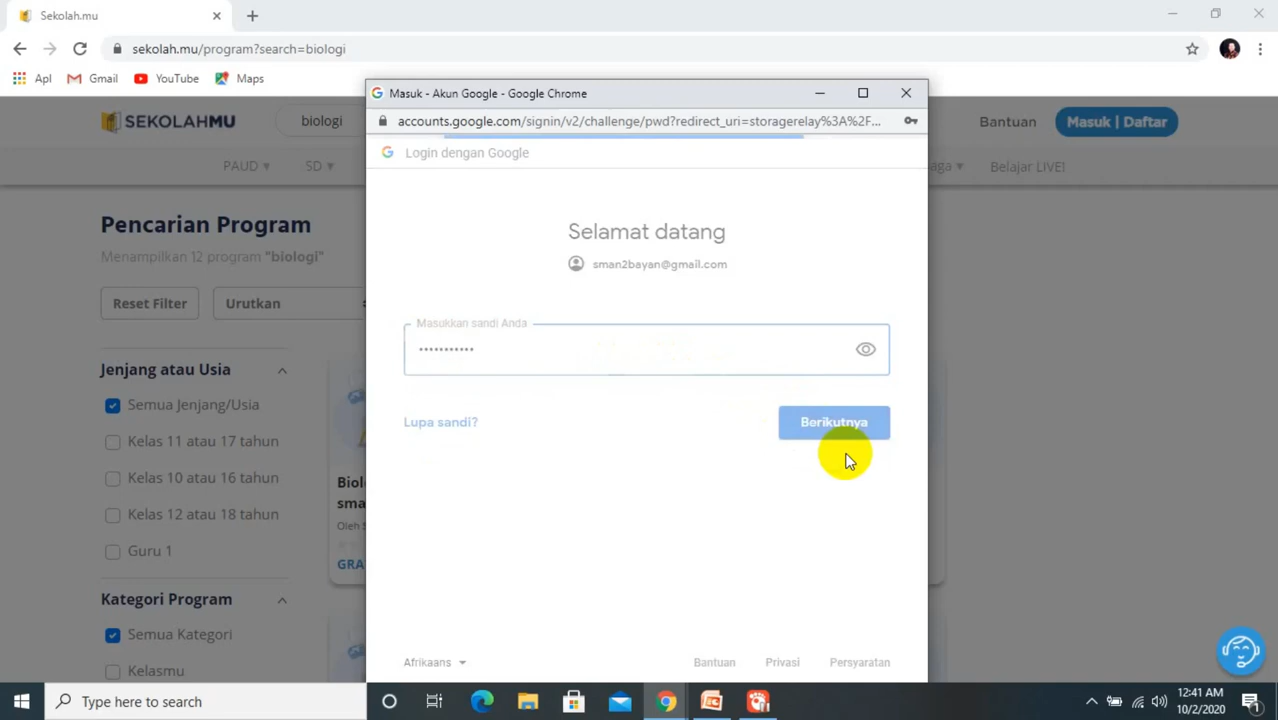 Sekolah.mu
sekolah.mu/program?search=biologi
Apl Gmail YouTube Maps
Masuk - Akun Google - Google Chrome
accounts.google.com/signin/v2/challenge/pwd?redirect_uri=storagerelay%3A%2F...
SEKOLAHMU biologi Bantuan Masuk | Daftar
Login dengan Google
PAUD SD Belajar LIVE!
Pencarian Program
Menampilkan 12 program "biologi"
Reset Filter Urutkan
Selamat datang
sman2bayan@gmail.com
Masukkan sandi Anda
•••••••••••
Lupa sandi? Berikutnya
Jenjang atau Usia
Semua Jenjang/Usia
Kelas 11 atau 17 tahun
Kelas 10 atau 16 tahun
Kelas 12 atau 18 tahun
Guru 1
Kategori Program
Semua Kategori
Kelasmu
Biol
sma
Oleh S
GRA
Afrikaans Bantuan Privasi Persyaratan
Type here to search
12:41 AM
10/2/2020
1